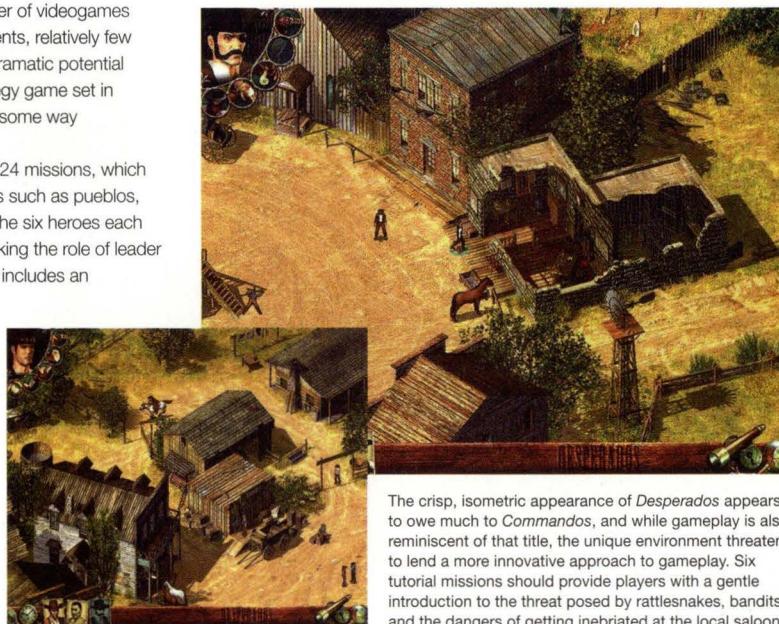 er of videogames
ents, relatively few
ramatic potential
egy game set in
some way
24 missions, which
s such as pueblos,
he six heroes each
king the role of leader
includes an
The crisp, isometric appearance of Desperados appears
to owe much to Commandos, and while gameplay is als
reminiscent of that title, the unique environment threater
to lend a more innovative approach to gameplay. Six
tutorial missions should provide players with a gentle
introduction to the threat posed by rattlesnakes, bandits
and the dangers of getting inebriated at the local saloon